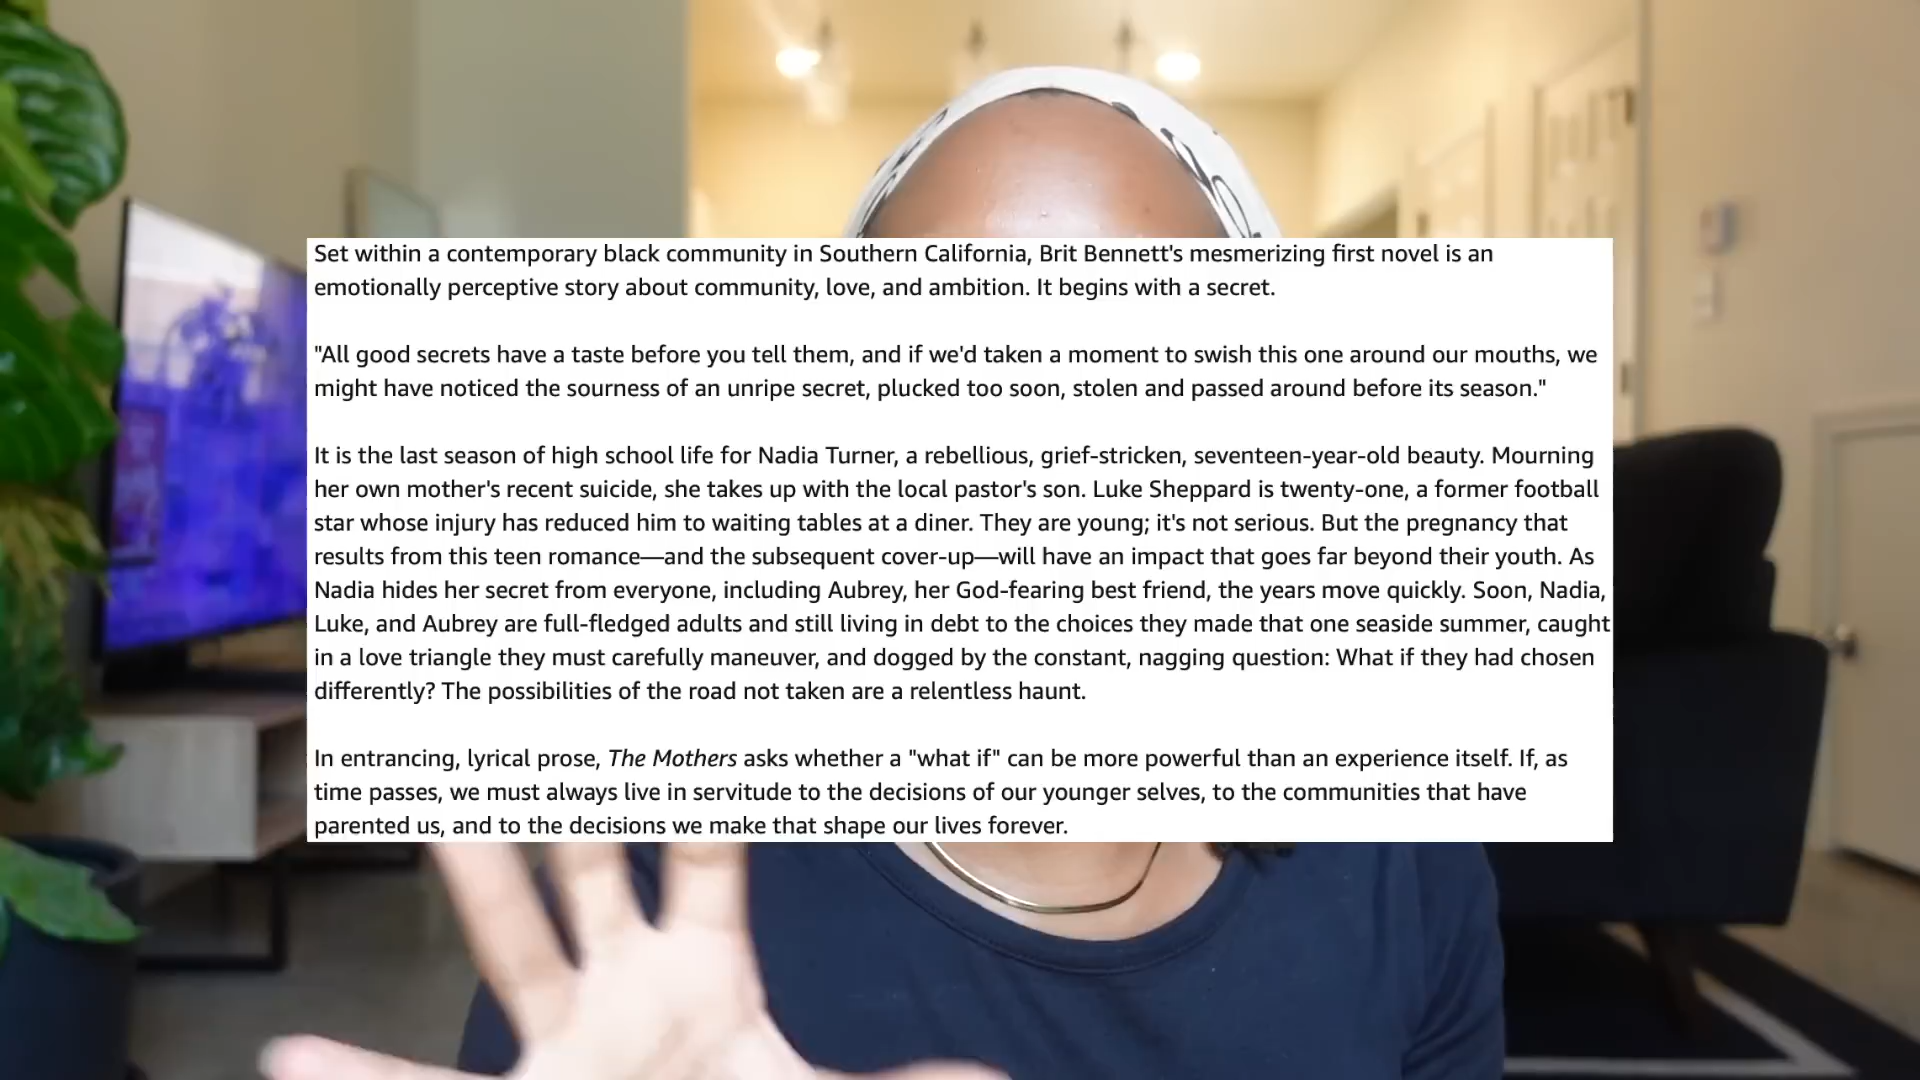 Set within a contemporary black community in Southern California, Brit Bennett's mesmerizing first novel is an
emotionally perceptive story about community, love, and ambition. It begins with a secret.
"All good secrets have a taste before you tell them, and if we'd taken a moment to swish this one around our mouths, we
might have noticed the sourness of an unripe secret, plucked too soon, stolen and passed around before its season."
It is the last season of high school life for Nadia Turner, a rebellious, grief-stricken, seventeen-year-old beauty. Mourning
her own mother's recent suicide, she takes up with the local pastor's son. Luke Sheppard is twenty-one, a former football
star whose injury has reduced him to waiting tables at a diner. They are young; it's not serious. But the pregnancy that
results from this teen romance—and the subsequent cover-up—will have an impact that goes far beyond their youth. As
Nadia hides her secret from everyone, including Aubrey, her God-fearing best friend, the years move quickly. Soon, Nadia,
Luke, and Aubrey are full-fledged adults and still living in debt to the choices they made that one seaside summer, caught
in a love triangle they must carefully maneuver, and dogged by the constant, nagging question: What if they had chosen
differently? The possibilities of the road not taken are a relentless haunt.
In entrancing, lyrical prose, The Mothers asks whether a "what if" can be more powerful than an experience itself. If, as
time passes, we must always live in servitude to the decisions of our younger selves, to the communities that have
parented us, and to the decisions we make that shape our lives forever.